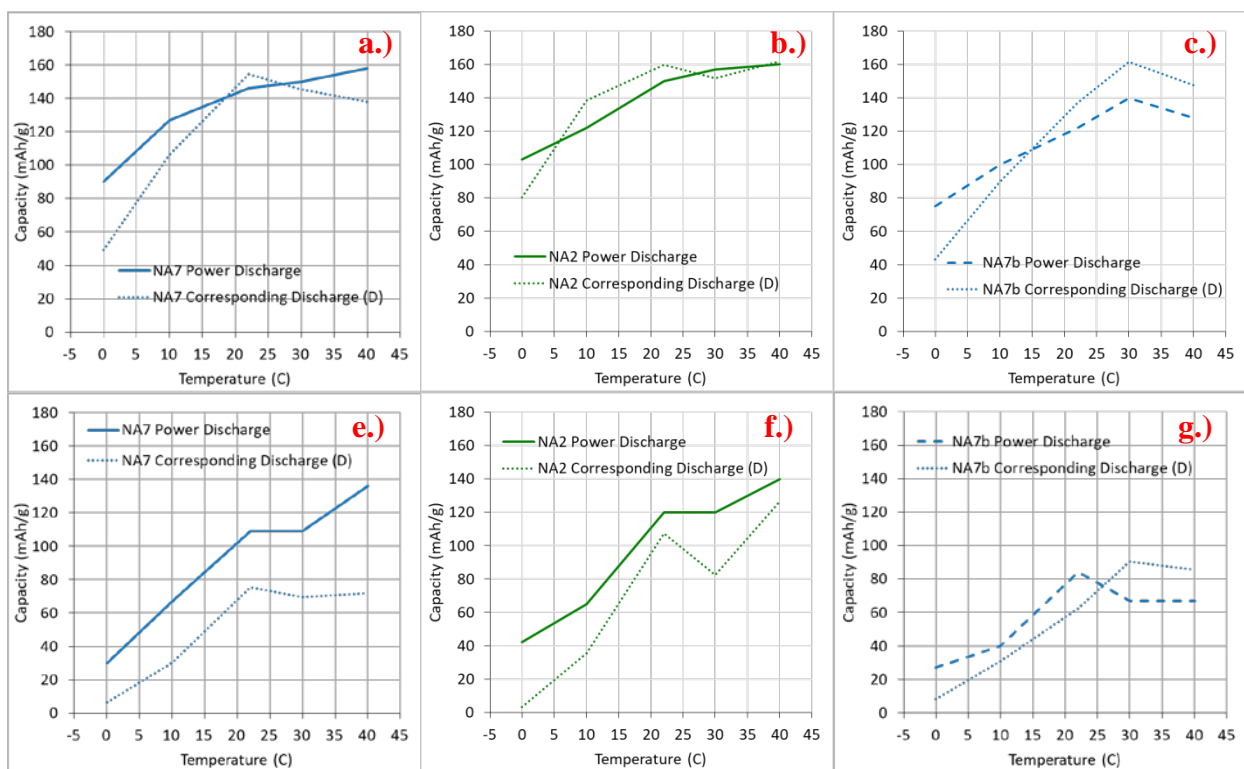 a.)
180
160
140
120
100
80
60
40
20
0
Capacity (mAh/g)
NA7 Power Discharge
NA7 Corresponding Discharge (D)
-5 0 5 10 15 20 25 30 35 40 45
Temperature (C)
b.)
180
160
140
120
100
80
60
40
20
0
Capacity (mAh/g)
NA2 Power Discharge
NA2 Corresponding Discharge (D)
-5 0 5 10 15 20 25 30 35 40 45
Temperature (C)
c.)
180
160
140
120
100
80
60
40
20
0
Capacity (mAh/g)
NA7b Power Discharge
NA7b Corresponding Discharge (D)
-5 0 5 10 15 20 25 30 35 40 45
Temperature (C)
e.)
180
160
140
120
100
80
60
40
20
0
Capacity (mAh/g)
NA7 Power Discharge
NA7 Corresponding Discharge (D)
-5 0 5 10 15 20 25 30 35 40 45
Temperature (C)
f.)
180
160
140
120
100
80
60
40
20
0
Capacity (mAh/g)
NA2 Power Discharge
NA2 Corresponding Discharge (D)
-5 0 5 10 15 20 25 30 35 40 45
Temperature (C)
g.)
180
160
140
120
100
80
60
40
20
0
Capacity (mAh/g)
NA7b Power Discharge
NA7b Corresponding Discharge (D)
-5 0 5 10 15 20 25 30 35 40 45
Temperature (C)